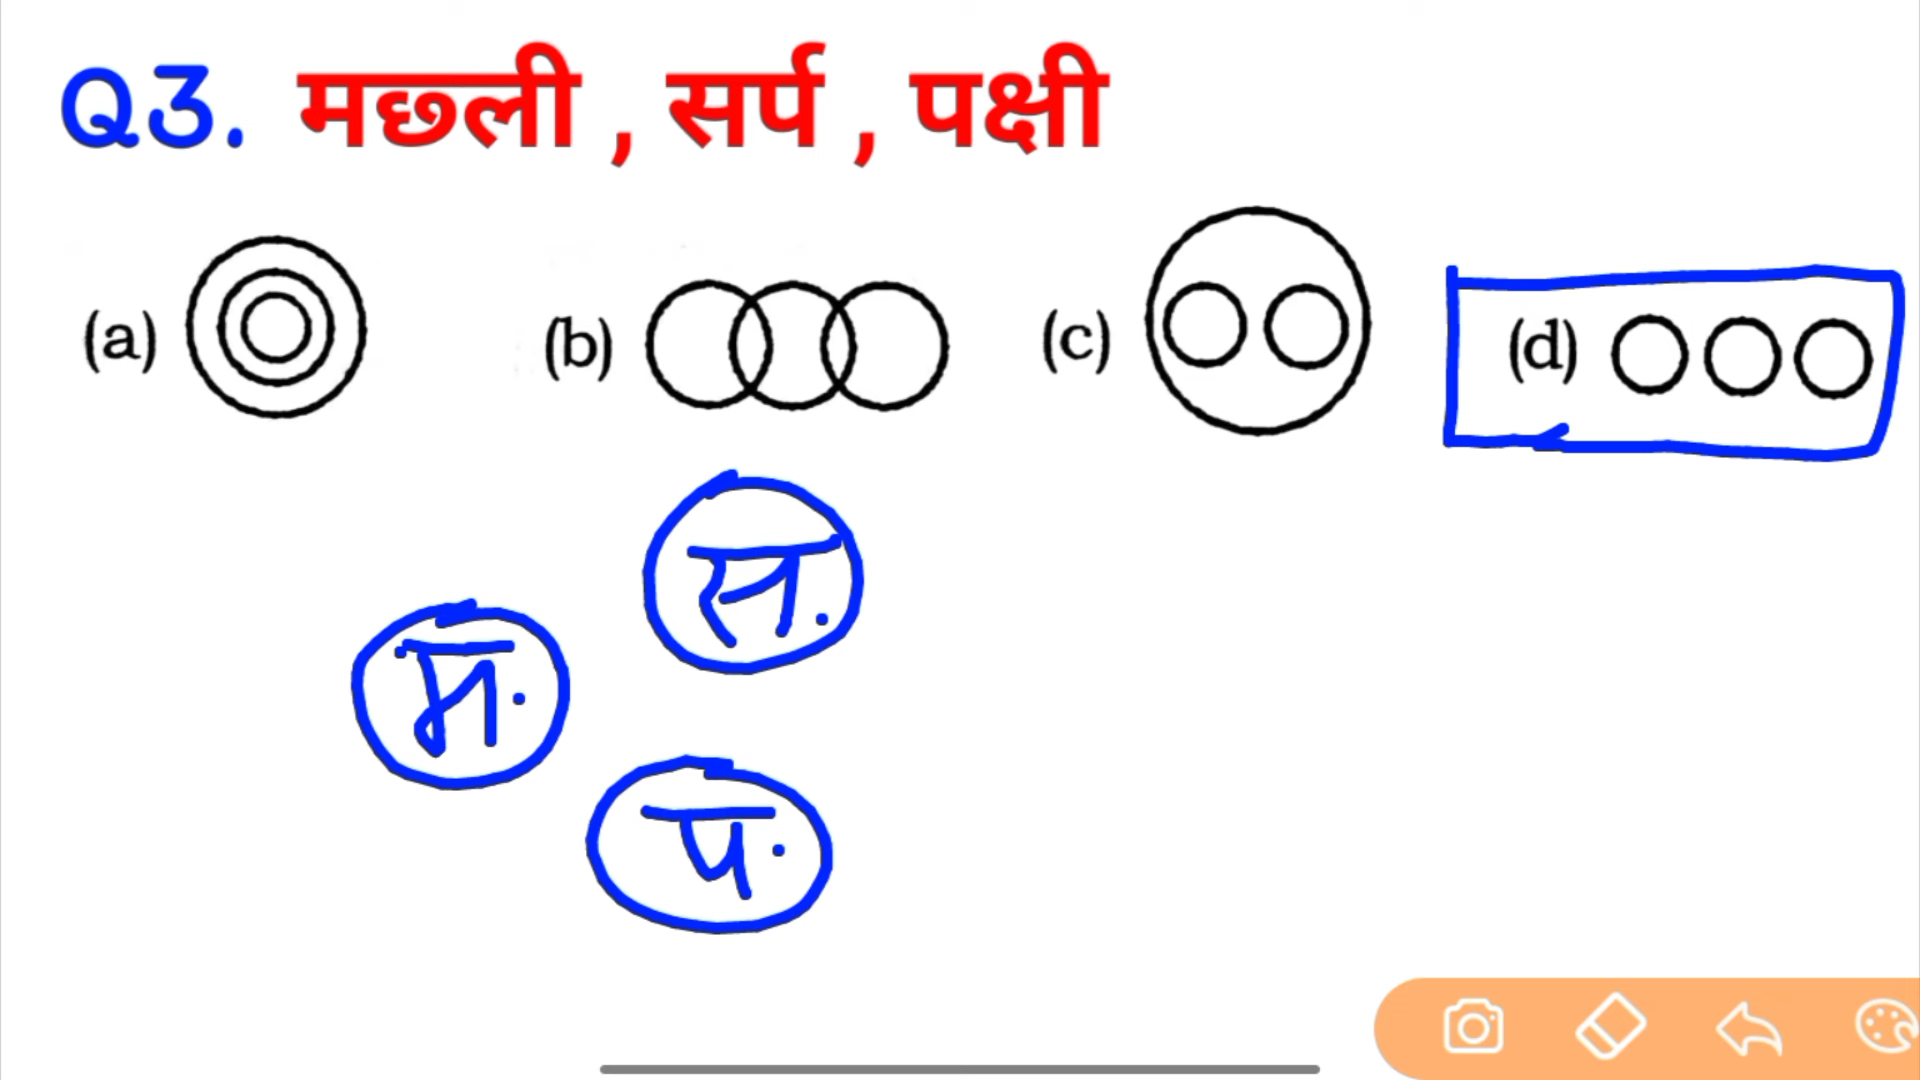 Q3. मछली , सर्प , पक्षी
(a) (b) (c) (d)
स.
म.
प.